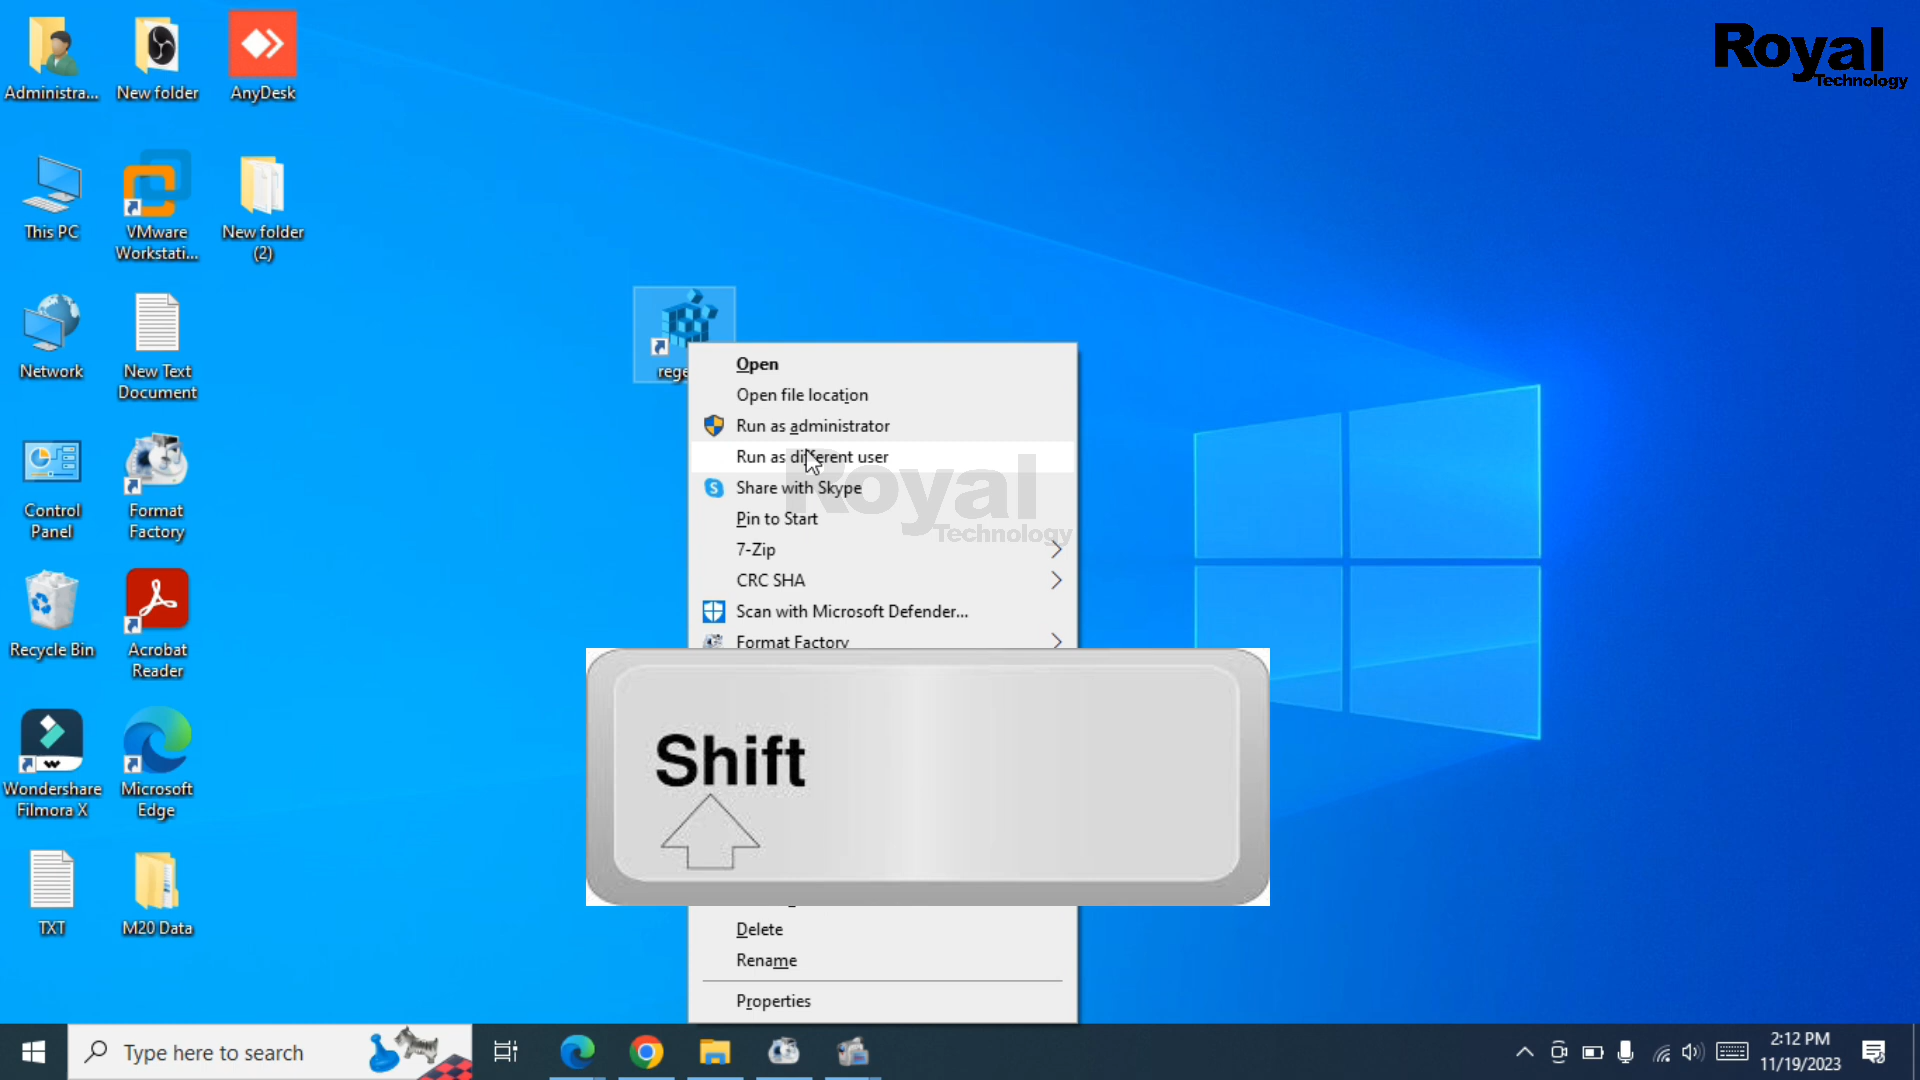 Administra...
New folder
AnyDesk
Royal
Technology
This PC
VMware
Workstati...
New folder
(2)
Network
New Text
Document
rege
Open
Open file location
Run as administrator
Run as different user
Share with Skype
Pin to Start
7-Zip
CRC SHA
Scan with Microsoft Defender...
Format Factory
Royal
Technology
Control
Panel
Format
Factory
Recycle Bin
Acrobat
Reader
Shift
Wondershare
Filmora X
Microsoft
Edge
TXT
M20 Data
Delete
Rename
Properties
Type here to search
2:12 PM
11/19/2023